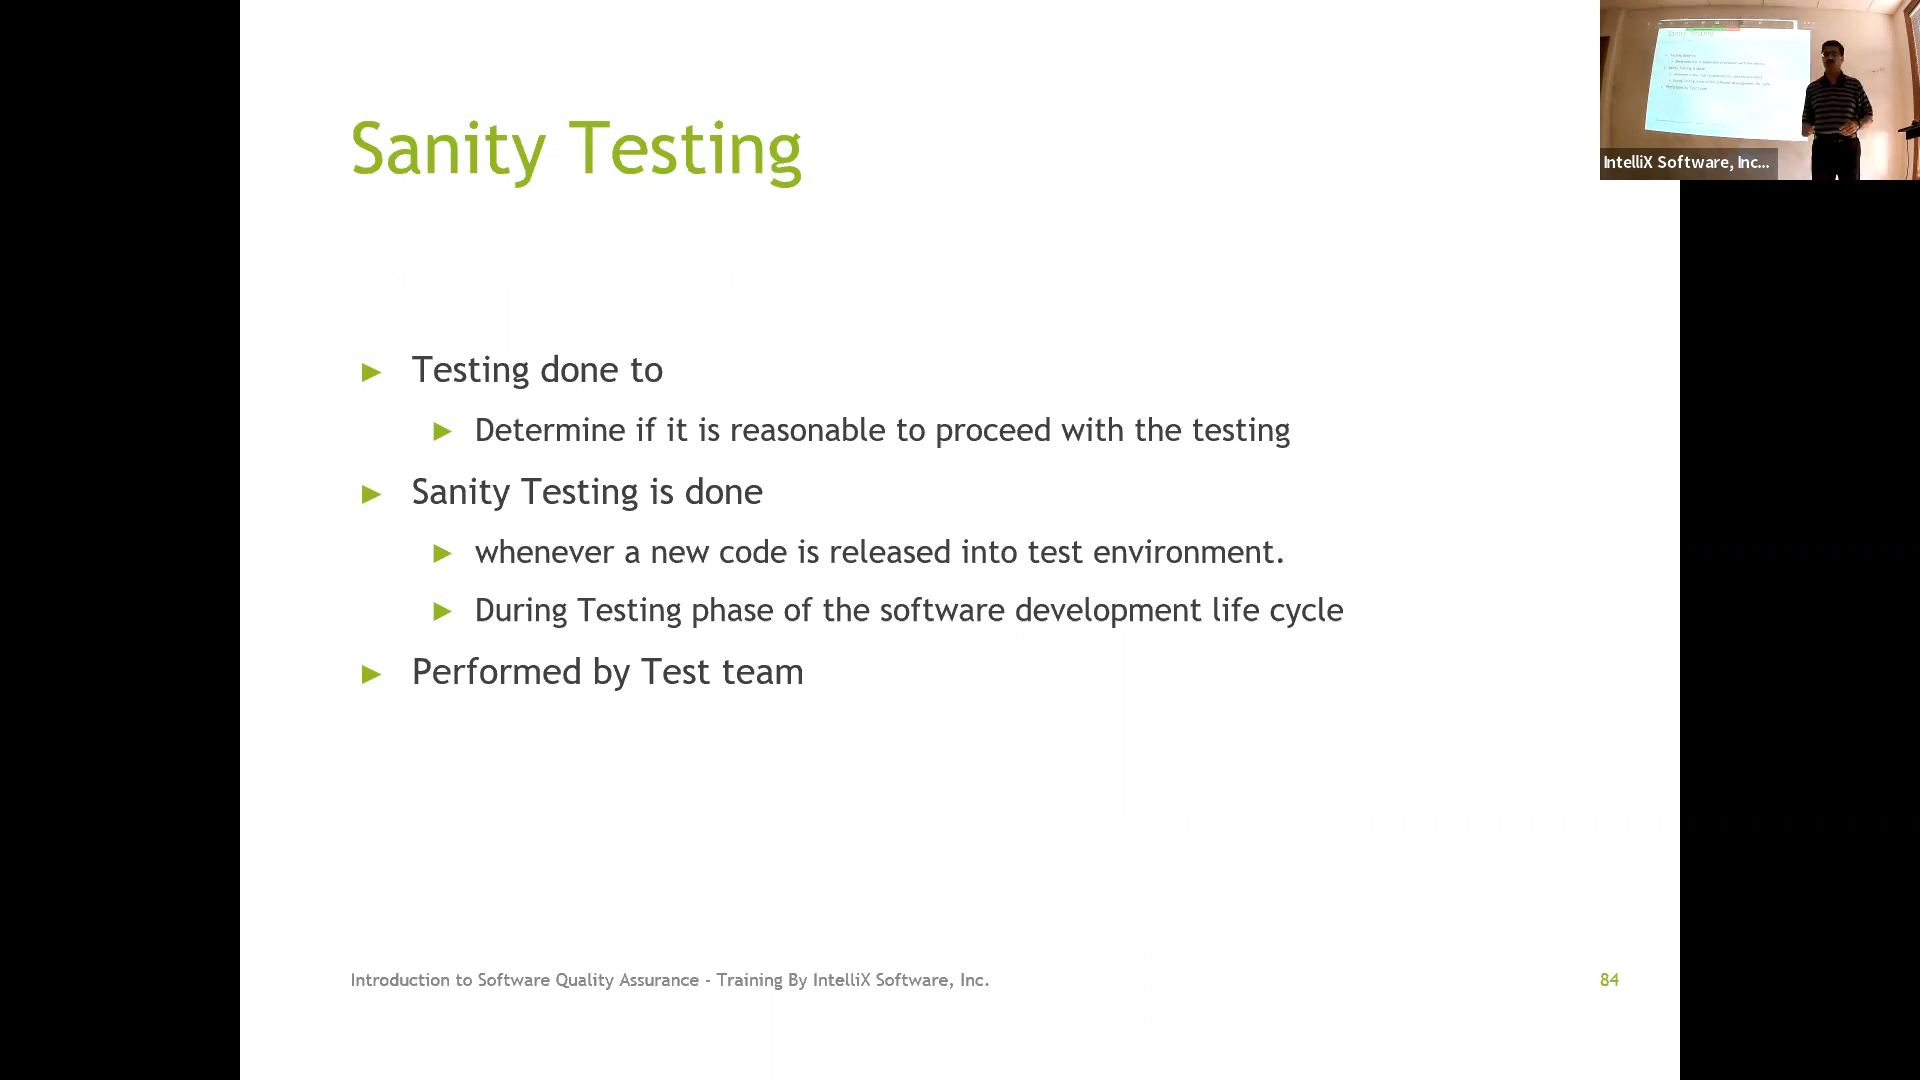 Sanity Testing
IntelliX Software, Inc...
Testing done to
Determine if it is reasonable to proceed with the testing
Sanity Testing is done
whenever a new code is released into test environment.
During Testing phase of the software development life cycle
Performed by Test team
Introduction to Software Quality Assurance - Training By IntelliX Software, Inc.
84